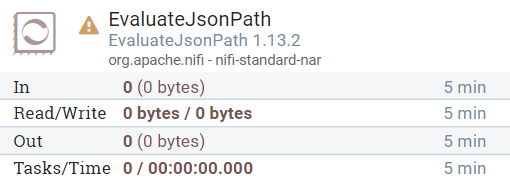 EvaluateJsonPath
EvaluateJsonPath 1.13.2
org.apache.nifi - nifi-standard-nar
In 0 (0 bytes) 5 min
Read/Write 0 bytes / 0 bytes 5 min
Out 0 (0 bytes) 5 min
Tasks/Time 0 / 00:00:00.000 5 min